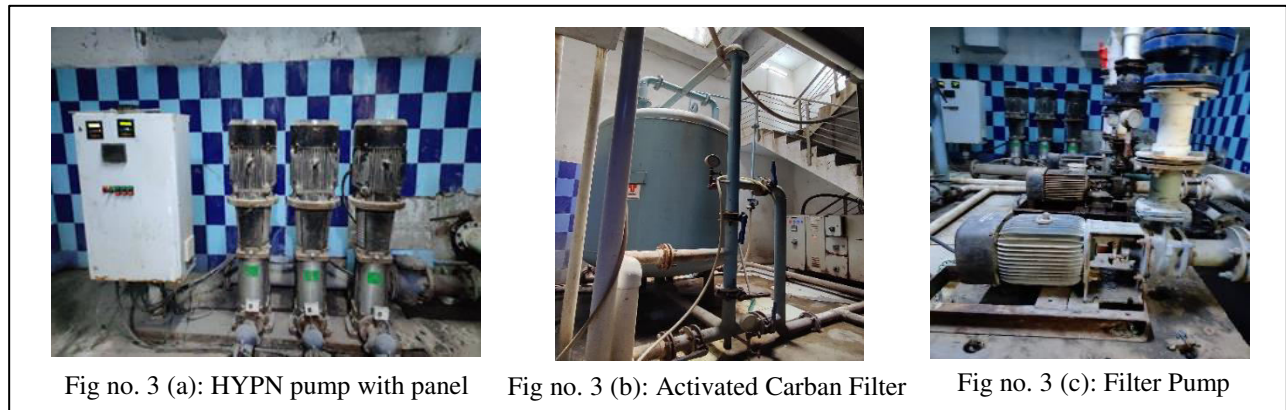 Fig no. 3 (a): HYPN pump with panel
Fig no. 3 (b): Activated Carban Filter
Fig no. 3 (c): Filter Pump